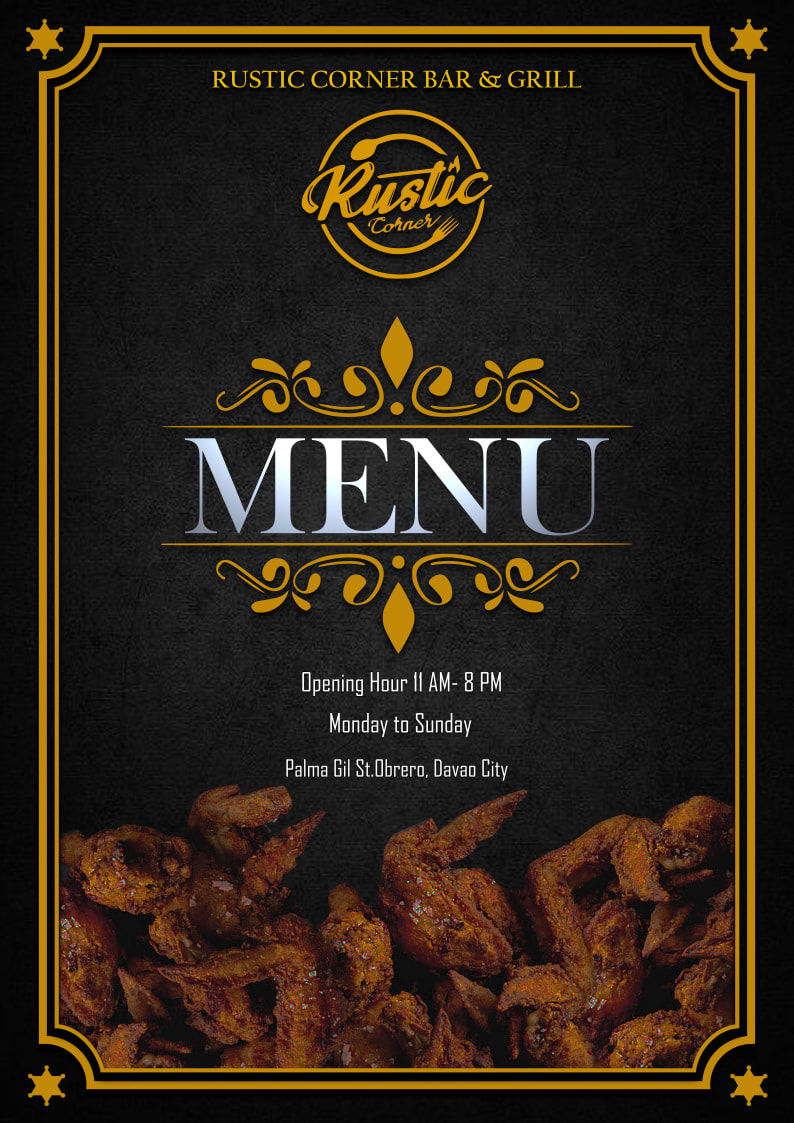 RUSTIC CORNER BAR & GRILL
Rustic
Corner
MENU
Opening Hour 11 AM- 8 PM
Monday to Sunday
Palma Gil St.Obrero, Davao City